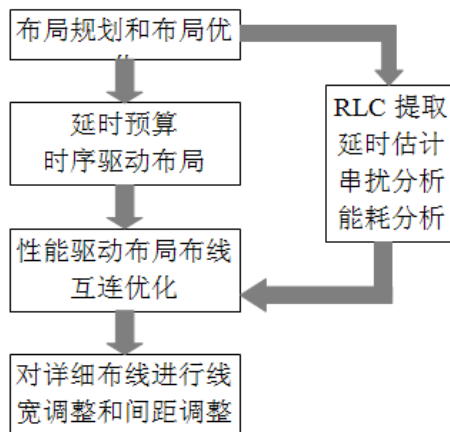 布局规划和布局优
延时预算
时序驱动布局
性能驱动布局布线
互连优化
对详细布线进行线
宽调整和间距调整
RLC 提取
延时估计
串扰分析
能耗分析